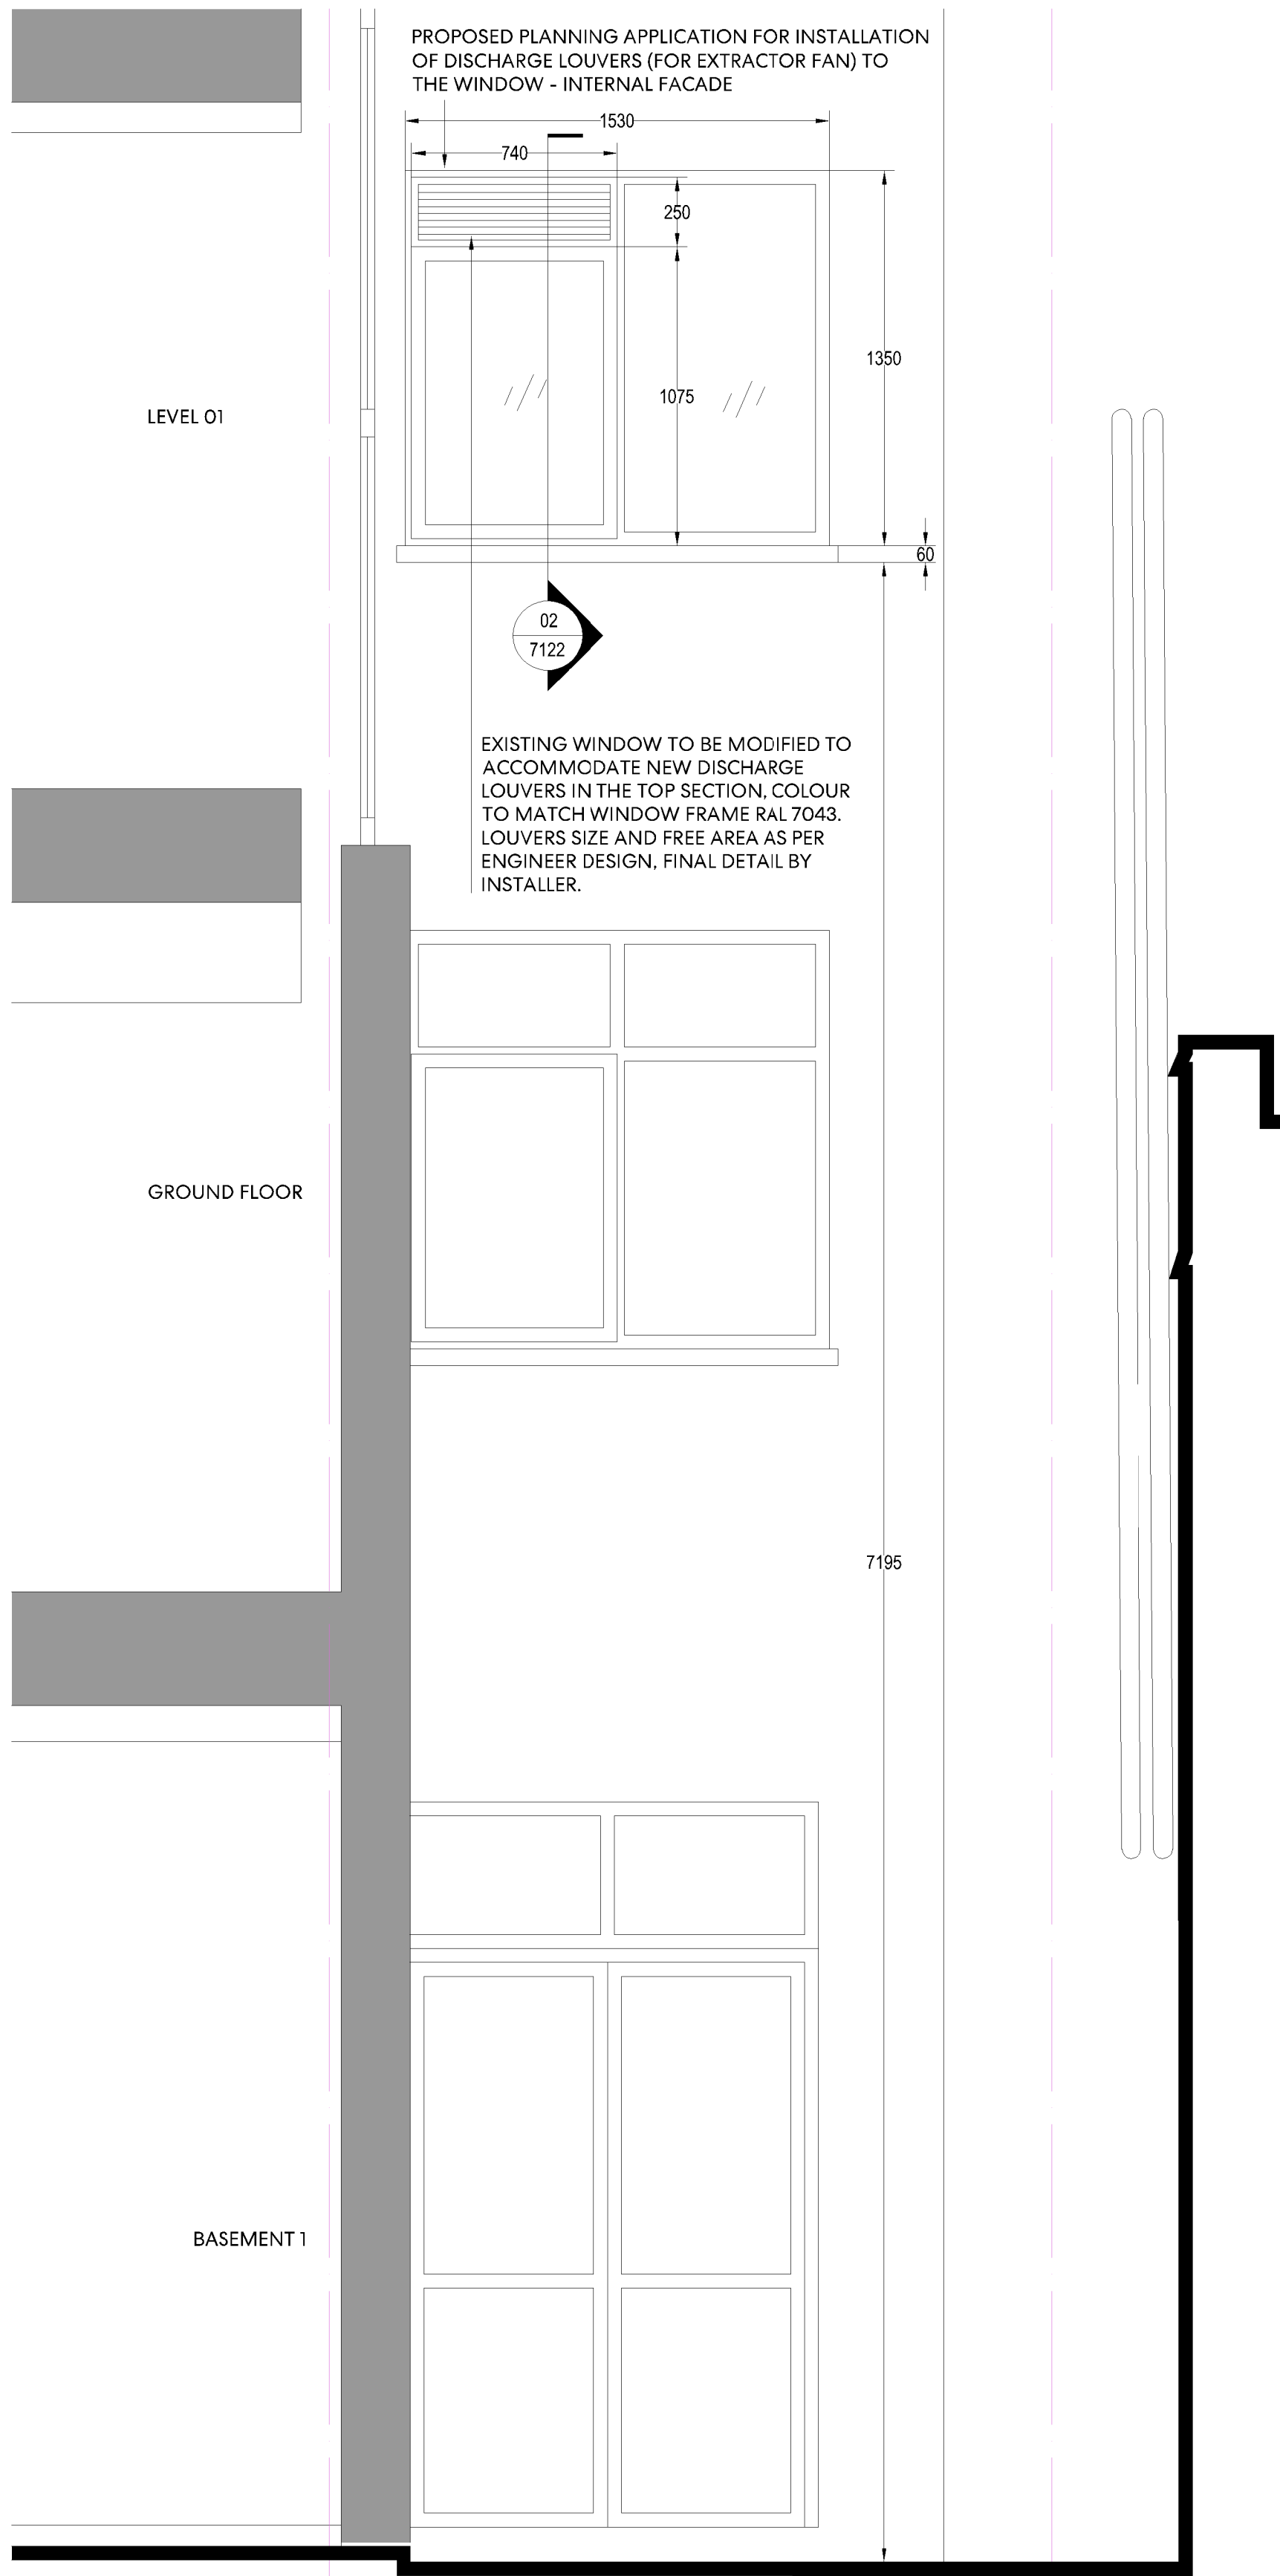 PROPOSED PLANNING APPLICATION FOR INSTALLATION
OF DISCHARGE LOUVERS (FOR EXTRACTOR FAN) TO
THE WINDOW - INTERNAL FACADE
1530
740
250
1350
1075
LEVEL 01
60
02
7122
EXISTING WINDOW TO BE MODIFIED TO
ACCOMMODATE NEW DISCHARGE
LOUVERS IN THE TOP SECTION, COLOUR
TO MATCH WINDOW FRAME RAL 7043.
LOUVERS SIZE AND FREE AREA AS PER
ENGINEER DESIGN, FINAL DETAIL BY
INSTALLER.
GROUND FLOOR
7195
BASEMENT 1